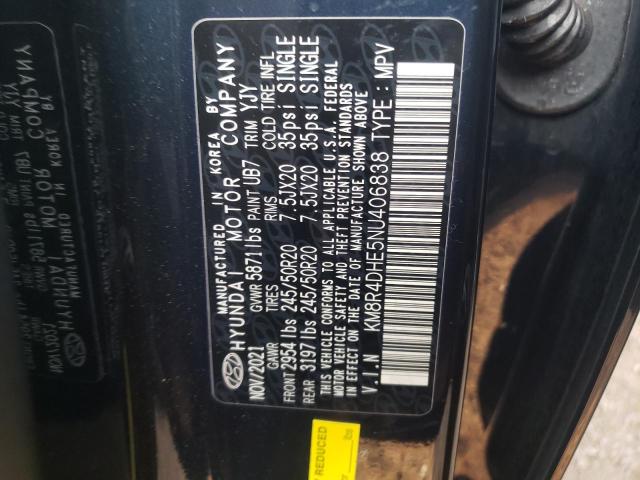 MANUFACTURED IN KOREA BY
HYUNDAI MOTOR COMPANY
NOV/2021 GVWR 5871lbs PAINT UB7 TRIM YJY
GAWR TIRES RIMS COLD TIRE INFL
FRONT 2954 lbs 245/50R20 7.5JX20 35psi SINGLE
REAR 3197 lbs 245/50R20 7.5JX20 35psi SINGLE
THIS VEHICLE CONFORMS TO ALL APPLICABLE U.S.A. FEDERAL
MOTOR VEHICLE SAFETY AND THEFT PREVENTION STANDARDS
IN EFFECT ON THE DATE OF MANUFACTURE SHOWN ABOVE.
V.I.N : KM8R4DHE5NU406838 TYPE : MPV
REDUCED
lbs